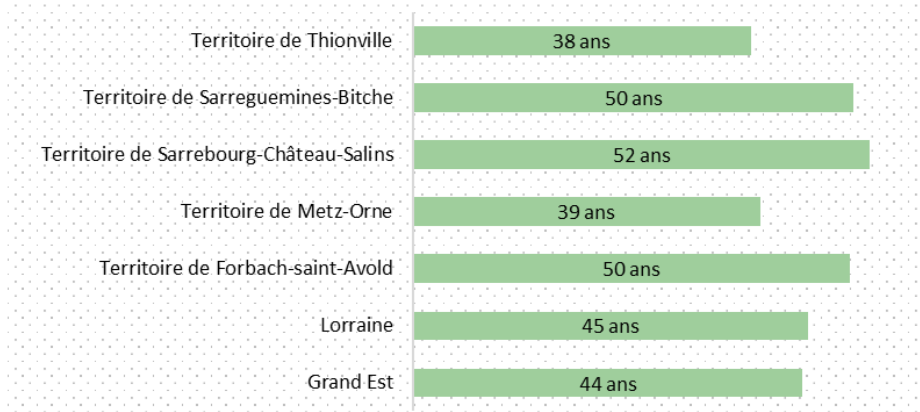 Territoire de Thionville 38 ans
Territoire de Sarreguemines-Bitche 50 ans
Territoire de Sarrebourg-Château-Salins 52 ans
Territoire de Metz-Orne 39 ans
Territoire de Forbach-saint-Avold 50 ans
Lorraine 45 ans
Grand Est 44 ans